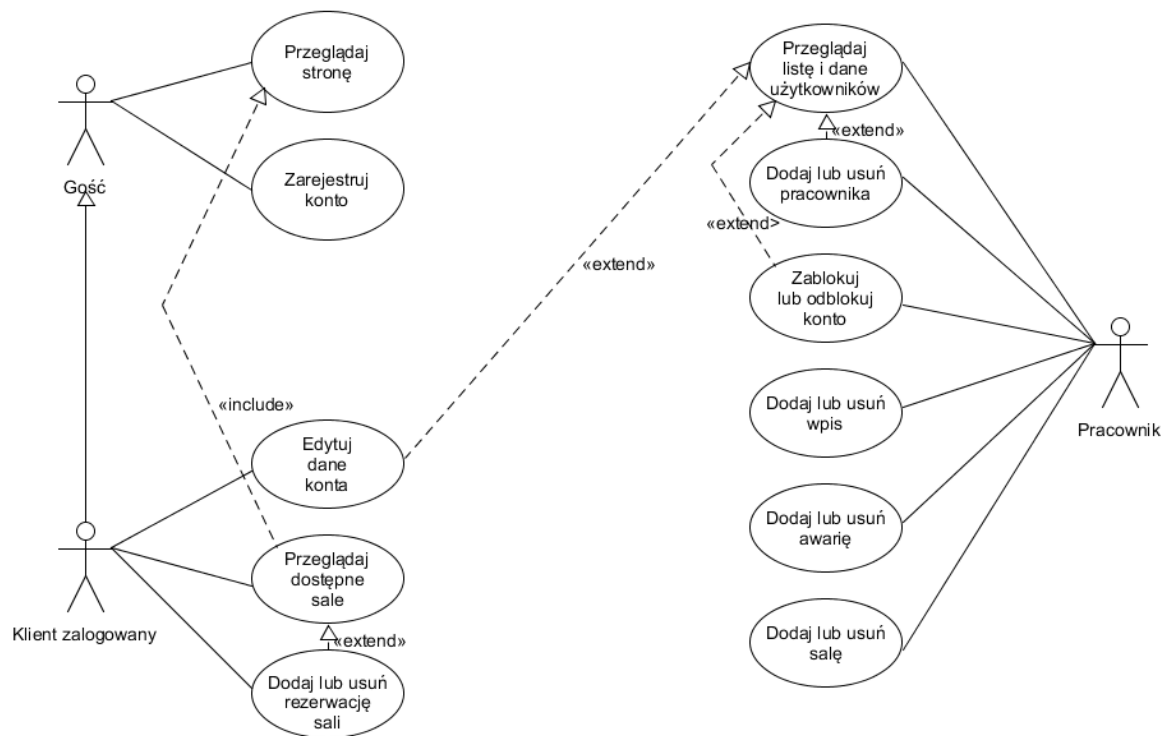 Przeglądaj
stronę
Gość
Zarejestruj
konto
«include»
Edytuj
dane
konta
Przeglądaj
dostępne
sale
Klient zalogowany
«extend»
Dodaj lub usuń
rezerwację
sali
«extend»
Przeglądaj
listę i dane
użytkowników
«extend»
Dodaj lub usuń
pracownika
«extend>
Zablokuj
lub odblokuj
konto
Dodaj lub usuń
wpis
Pracownik
Dodaj lub usuń
awarię
Dodaj lub usuń
salę